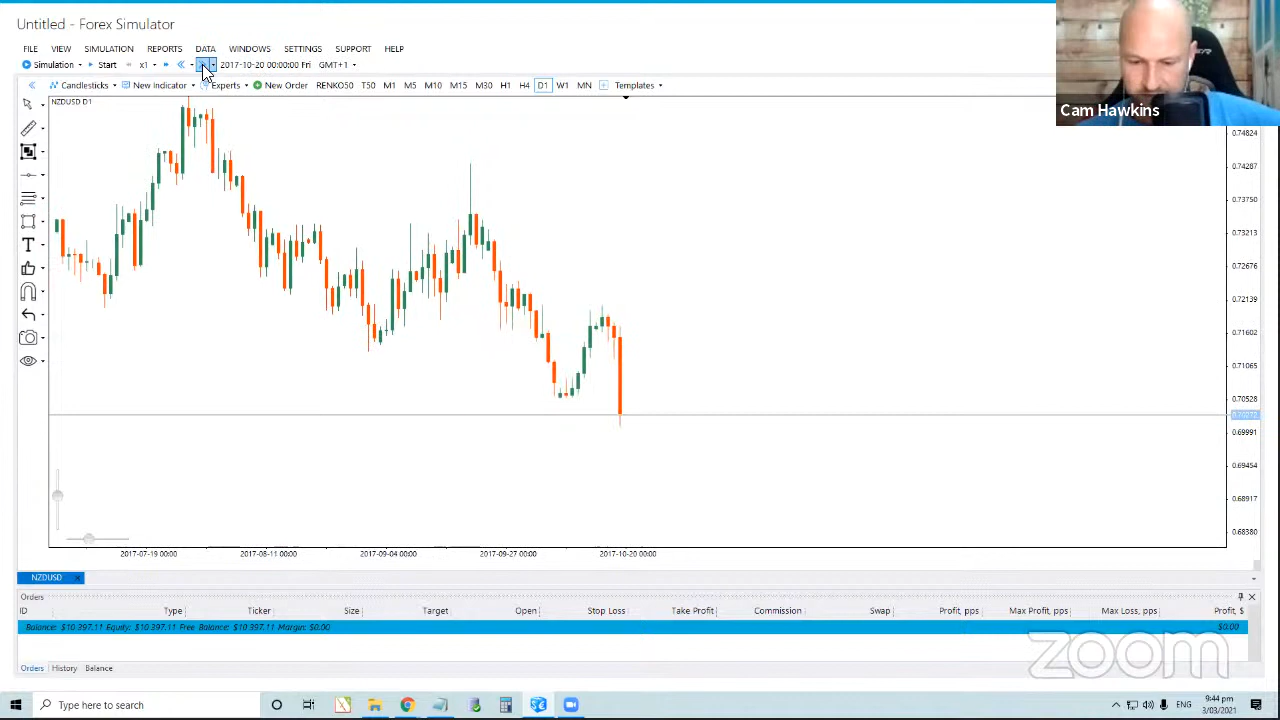 Untitled - Forex Simulator
FILE VIEW SIMULATION REPORTS DATA WINDOWS SETTINGS SUPPORT HELP
Simulation Start x1 2017-10-20 00:00:00 Fri GMT+1
Candlesticks New Indicator Experts New Order RENKO50 T50 M1 M5 M10 M15 M30 H1 H4 D1 W1 MN Templates
NZDUSD D1
Cam Hawkins
0.74824
0.74287
0.73750
0.73213
0.72676
0.72139
0.71602
0.71065
0.70528
0.69991
0.69454
0.68917
0.68380
2017-07-19 00:00 2017-08-11 00:00 2017-09-04 00:00 2017-09-27 00:00 2017-10-20 00:00
NZDUSD
Orders
ID Type Ticker Size Target Open Stop Loss Take Profit Commission Swap Profit, pps Max Profit, pps Max Loss, pps Profit, $
Balance: $10 397.11 Equity: $10 397.11 Free Balance: $10 397.11 Margin: $0.00 $0.00
zoom
Orders History Balance
Type here to search
ENG
9:44 pm
3/03/2021